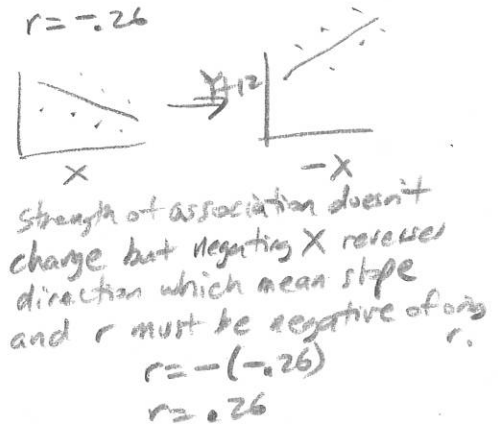 r = -.26
Y+12
X
-X
Strength of association doesn't
change but negating X reverses
direction which mean slope
and r must be negative of orig
r.
r = -(-.26)
r = .26